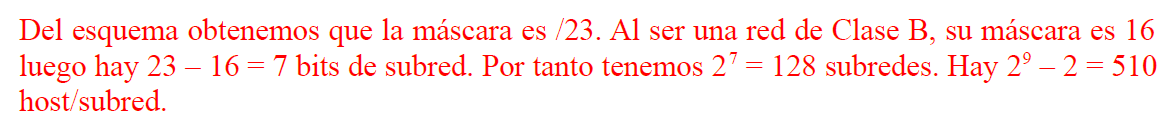 Del esquema obtenemos que la máscara es /23. Al ser una red de Clase B, su máscara es 16
luego hay 23 – 16 = 7 bits de subred. Por tanto tenemos 2⁷ = 128 subredes. Hay 2⁹ – 2 = 510
host/subred.